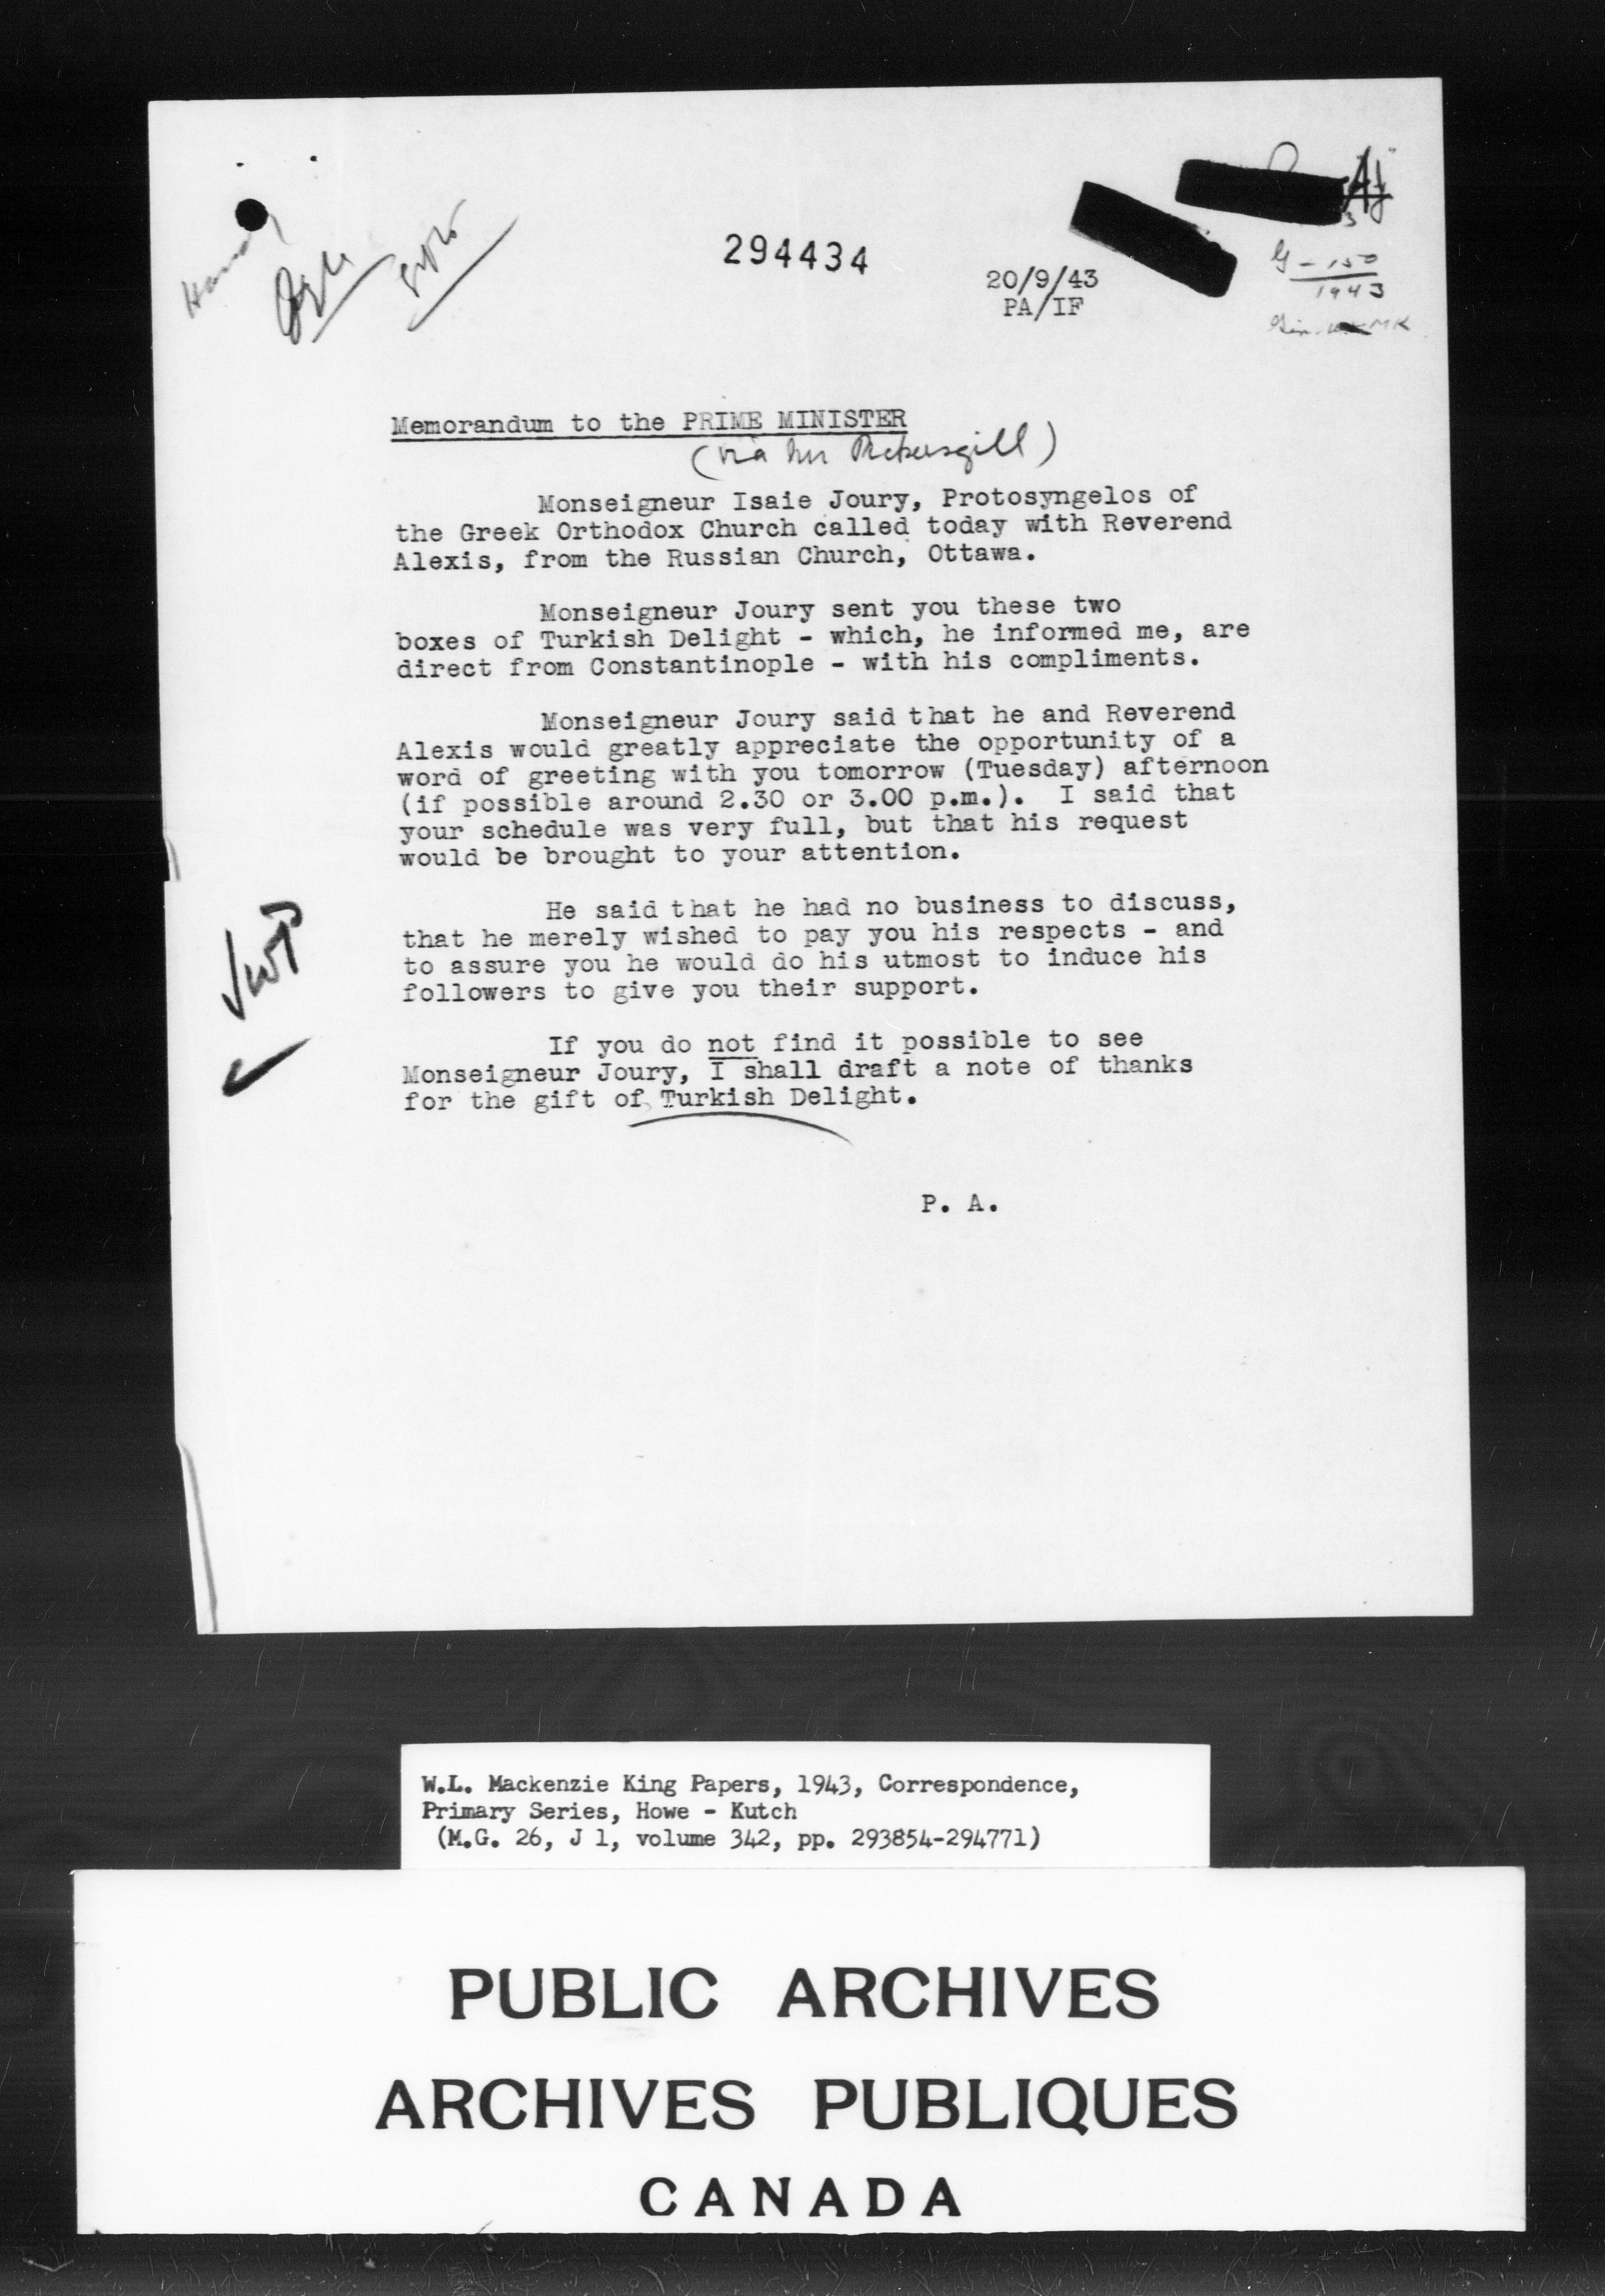 294434
20/9/43
PA/IF
G-150
1943
Memorandum to the PRIME MINISTER
(via Mr Pickersgill)
Monseigneur Isaie Joury, Protosyngelos of
the Greek Orthodox Church called today with Reverend
Alexis, from the Russian Church, Ottawa.
Monseigneur Joury sent you these two
boxes of Turkish Delight - which, he informed me, are
direct from Constantinople - with his compliments.
Monseigneur Joury said that he and Reverend
Alexis would greatly appreciate the opportunity of a
word of greeting with you tomorrow (Tuesday) afternoon
(if possible around 2.30 or 3.00 p.m.). I said that
your schedule was very full, but that his request
would be brought to your attention.
He said that he had no business to discuss,
that he merely wished to pay you his respects - and
to assure you he would do his utmost to induce his
followers to give you their support.
If you do not find it possible to see
Monseigneur Joury, I shall draft a note of thanks
for the gift of Turkish Delight.
P. A.
W.L. Mackenzie King Papers, 1943, Correspondence,
Primary Series, Howe - Kutch
(M.G. 26, J 1, volume 342, pp. 293854-294771)
PUBLIC ARCHIVES
ARCHIVES PUBLIQUES
CANADA